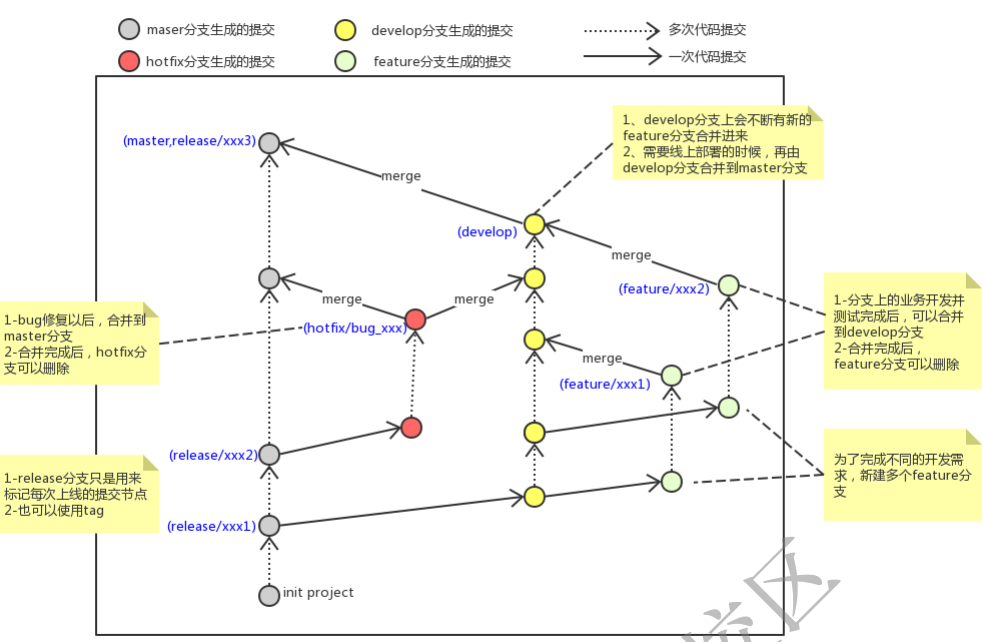 maser分支生成的提交
develop分支生成的提交
多次代码提交
hotfix分支生成的提交
feature分支生成的提交
一次代码提交
1、develop分支上会不断有新的
feature分支合并进来
2、需要线上部署的时候，再由
develop分支合并到master分支
(master,release/xxx3)
merge
(develop)
merge
(feature/xxx2)
1-分支上的业务开发并
测试完成后，可以合并
到develop分支
2-合并完成后，
feature分支可以删除
merge
merge
1-bug修复以后，合并到
master分支
2-合并完成后，hotfix分
支可以删除
(hotfix/bug_xxx)
merge
(feature/xxx1)
(release/xxx2)
为了完成不同的开发需
求，新建多个feature分
支
1-release分支只是用来
标记每次上线的提交节点
2-也可以使用tag
(release/xxx1)
init project
校区